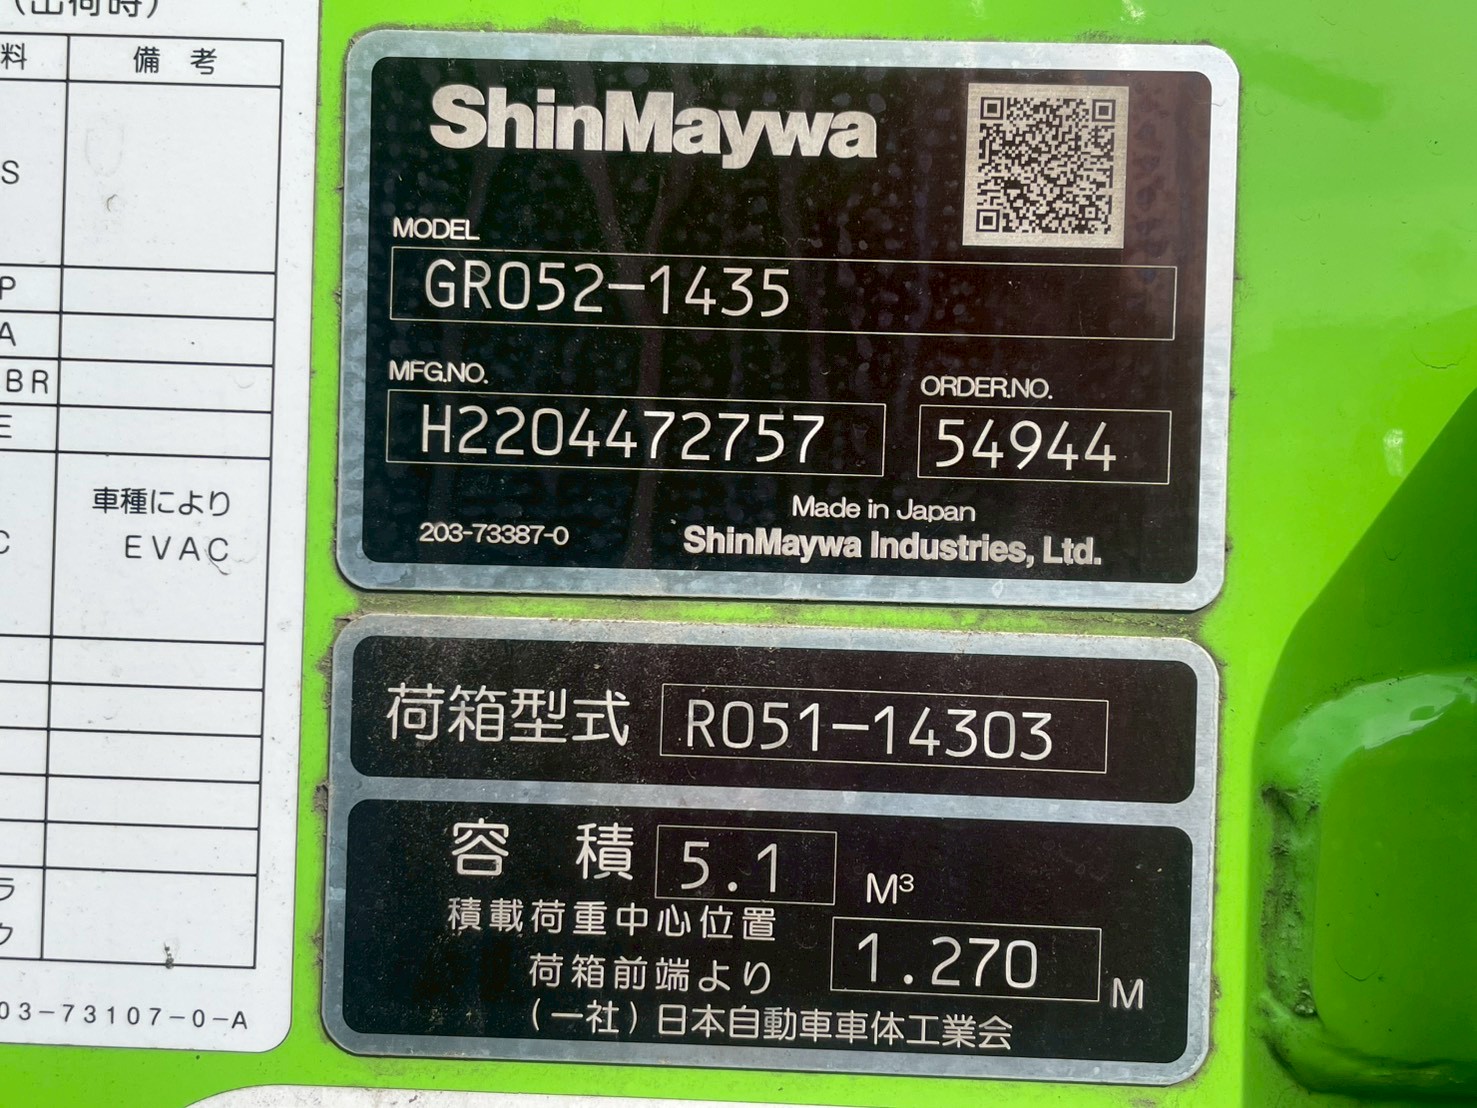 (出荷時)
料 備考
S
P
A
BR
E
車種により
C EVAC
ラ
ウ
03-73107-0-A
ShinMaywa
MODEL
GR052-1435
MFG.NO. ORDER.NO.
H2204472757 54944
Made in Japan
203-73387-0 ShinMaywa Industries, Ltd.
荷箱型式 R051-14303
容積 5.1 M³
積載荷重中心位置
荷箱前端より 1.270 M
(一社)日本自動車車体工業会